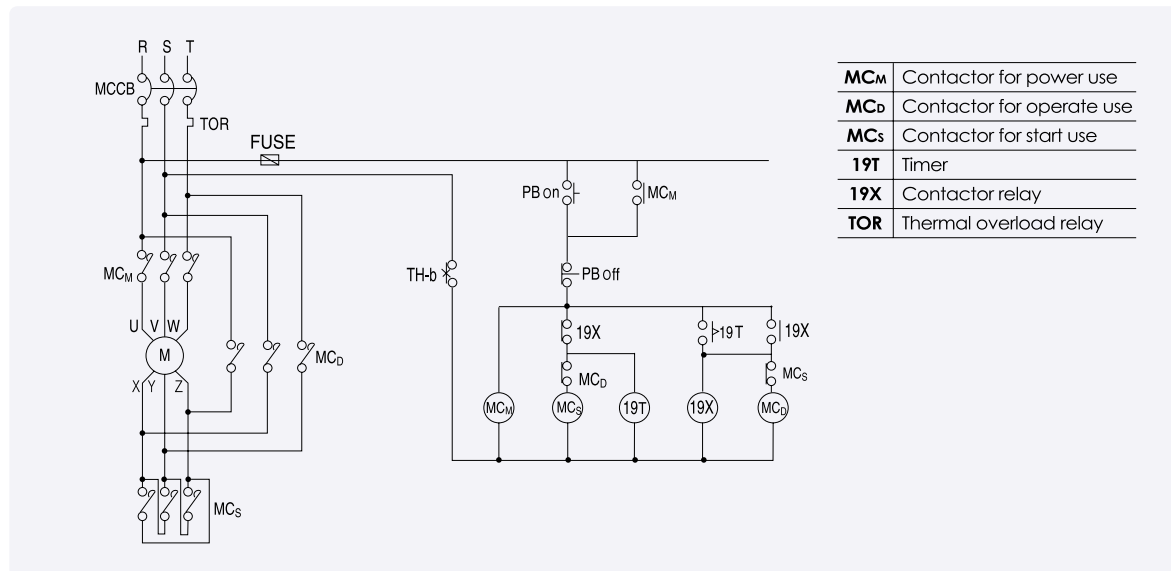 R S T
MCCB
TOR
FUSE
PB on
MCM
MCM
TH-b
PB off
U V W
M
X Y Z
MCD
19X
19T
19X
MCD
MCS
MCM
MCS
19T
19X
MCD
MCS
MCM Contactor for power use
MCD Contactor for operate use
MCS Contactor for start use
19T Timer
19X Contactor relay
TOR Thermal overload relay